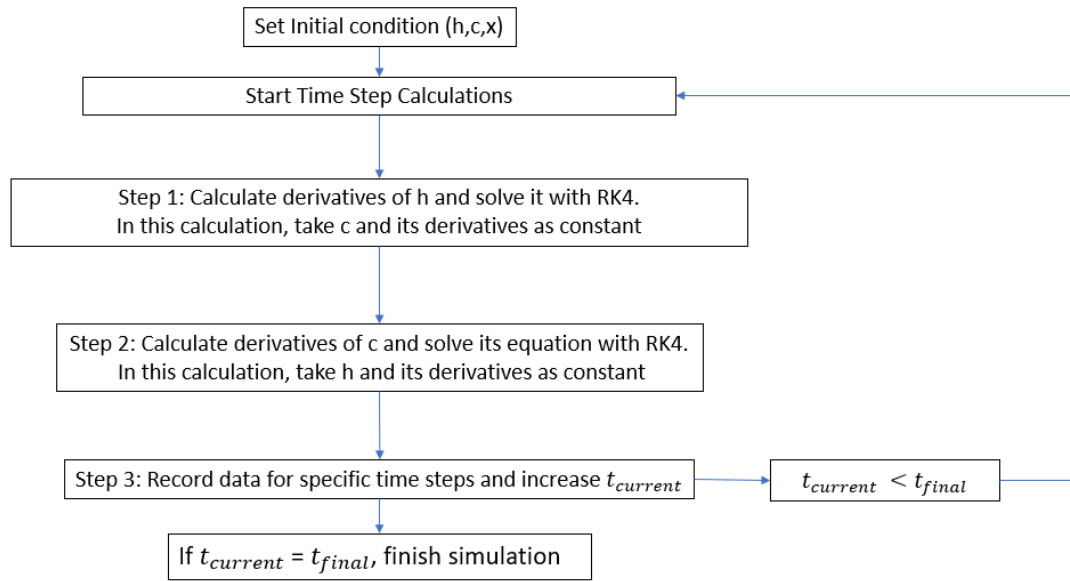 Set Initial condition (h,c,x)
Start Time Step Calculations
Step 1: Calculate derivatives of h and solve it with RK4.
In this calculation, take c and its derivatives as constant
Step 2: Calculate derivatives of c and solve its equation with RK4.
In this calculation, take h and its derivatives as constant
Step 3: Record data for specific time steps and increase t_current
t_current < t_final
If t_current = t_final, finish simulation